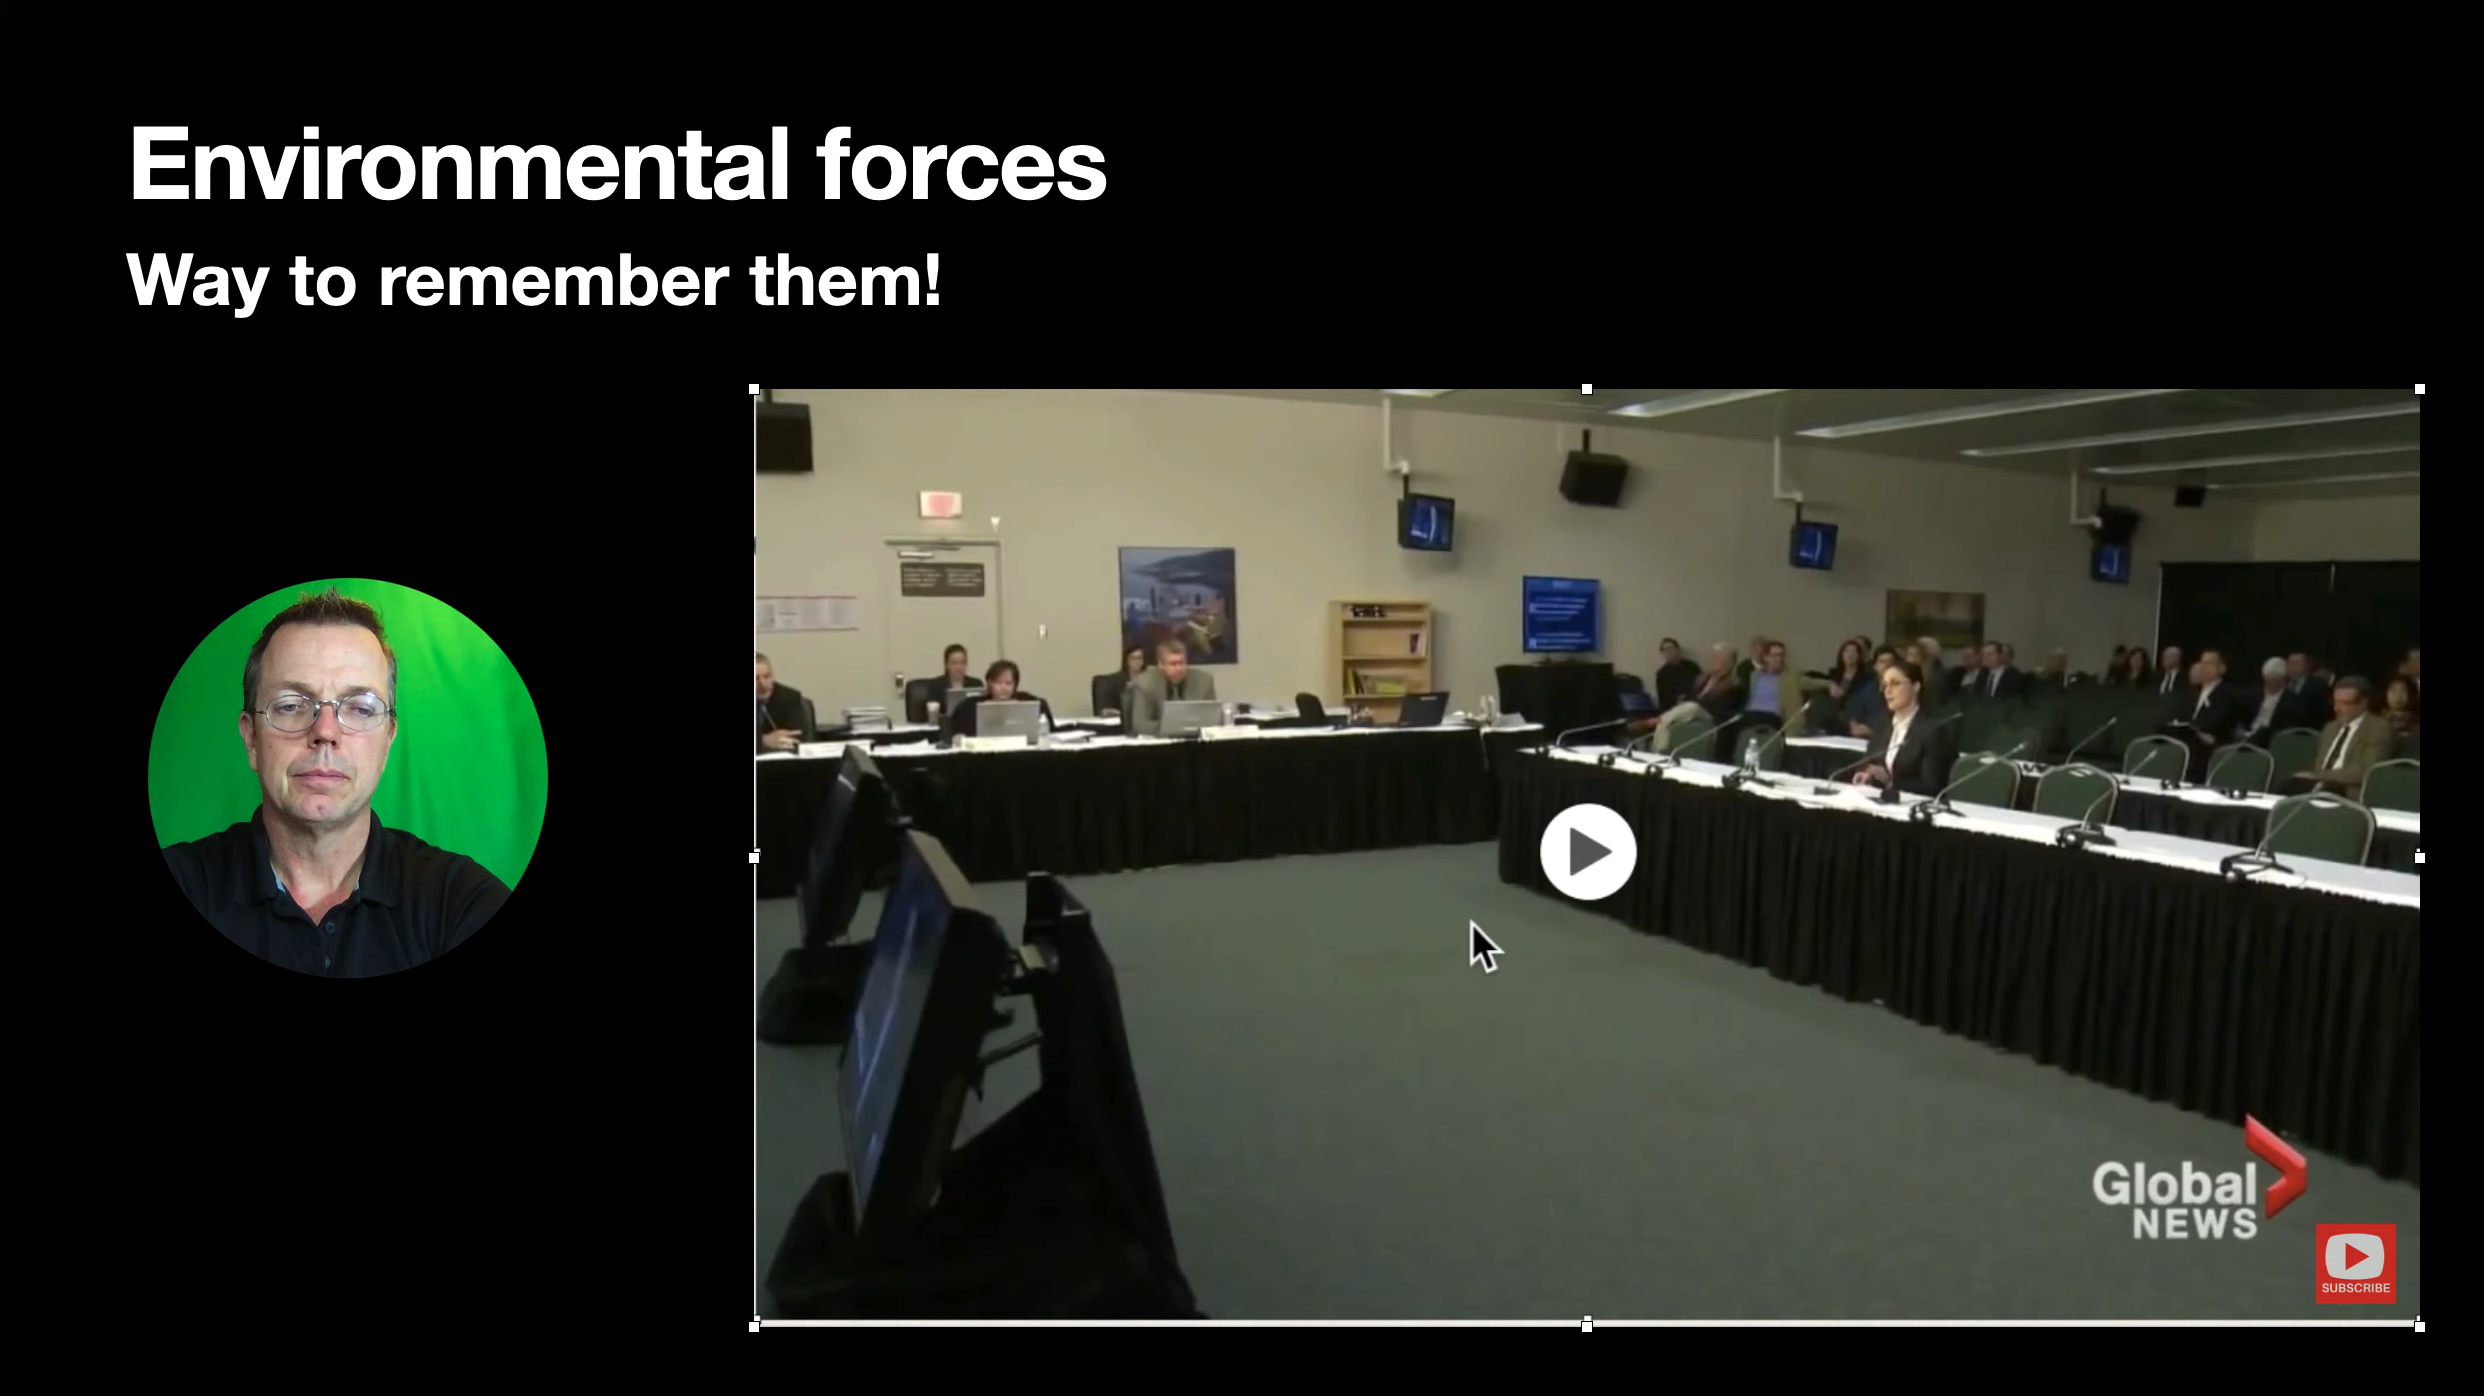 Environmental forces
Way to remember them!
Global
NEWS
SUBSCRIBE